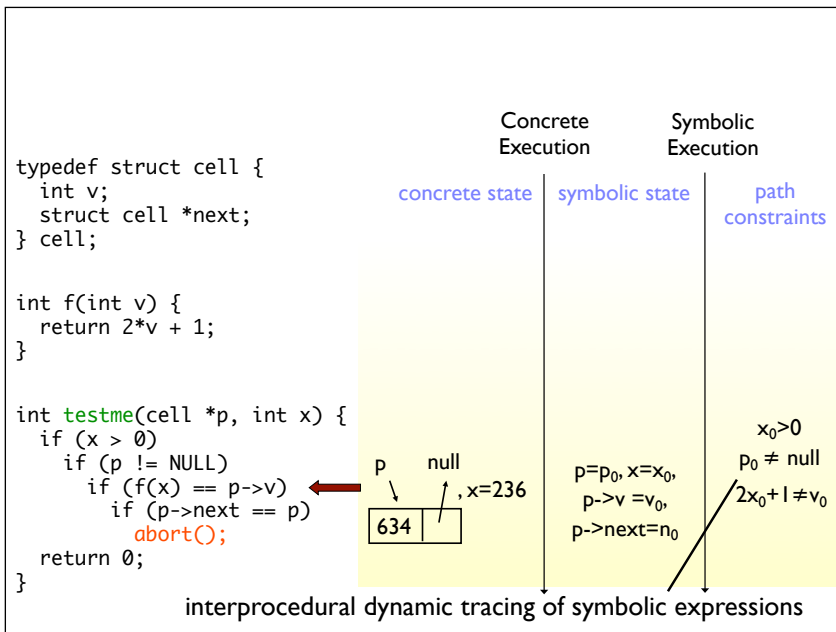 Concrete Execution
Symbolic Execution
concrete state
symbolic state
path constraints
typedef struct cell {
int v;
struct cell *next;
} cell;
int f(int v) {
return 2*v + 1;
}
int testme(cell *p, int x) {
if (x > 0)
if (p != NULL)
if (f(x) == p->v)
if (p->next == p)
abort();
return 0;
}
p
null
634
, x=236
p=p₀, x=x₀,
p->v =v₀,
p->next=n₀
x₀>0
p₀ ≠ null
2x₀+1≠v₀
interprocedural dynamic tracing of symbolic expressions